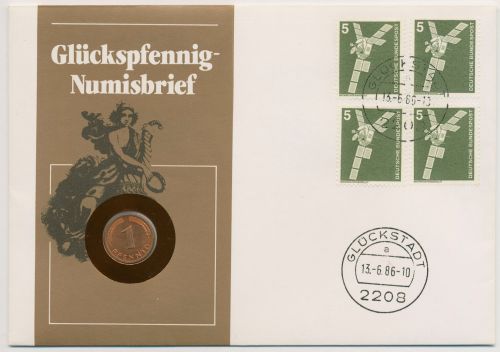 Glückspfennig-
Numisbrief
5
DEUTSCHE BUNDESPOST
5
DEUTSCHE BUNDESPOST
5
DEUTSCHE BUNDESPOST
5
DEUTSCHE BUNDESPOST
13.-6.86-10
1
PFENNIG
GLÜCKSTADT
a
13.-6.86-10
2208